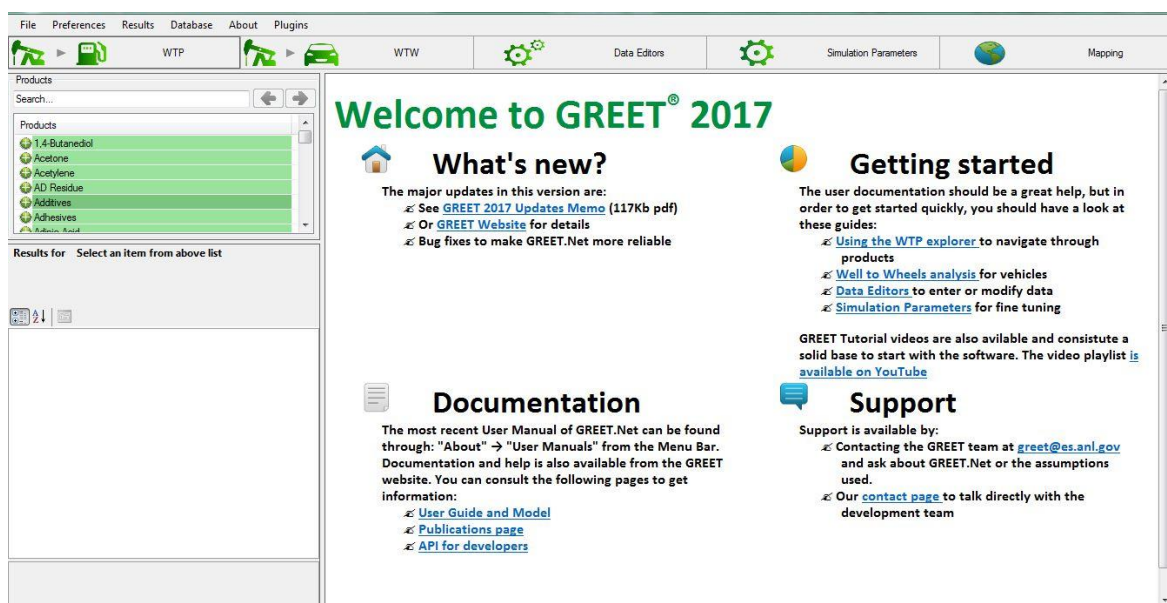 File Preferences Results Database About Plugins
WTP WTW Data Editors Simulation Parameters Mapping
Products
Search...
Products
1,4-Butanediol
Acetone
Acetylene
AD Residue
Additives
Adhesives
Adipic Acid
Results for Select an item from above list
Welcome to GREET® 2017
What's new?
The major updates in this version are:
See GREET 2017 Updates Memo (117Kb pdf)
Or GREET Website for details
Bug fixes to make GREET.Net more reliable
Getting started
The user documentation should be a great help, but in
order to get started quickly, you should have a look at
these guides:
Using the WTP explorer to navigate through
products
Well to Wheels analysis for vehicles
Data Editors to enter or modify data
Simulation Parameters for fine tuning
GREET Tutorial videos are also avilable and consistute a
solid base to start with the software. The video playlist is
available on YouTube
Documentation
The most recent User Manual of GREET.Net can be found
through: "About" → "User Manuals" from the Menu Bar.
Documentation and help is also available from the GREET
website. You can consult the following pages to get
information:
User Guide and Model
Publications page
API for developers
Support
Support is available by:
Contacting the GREET team at greet@es.anl.gov
and ask about GREET.Net or the assumptions
used.
Our contact page to talk directly with the
development team